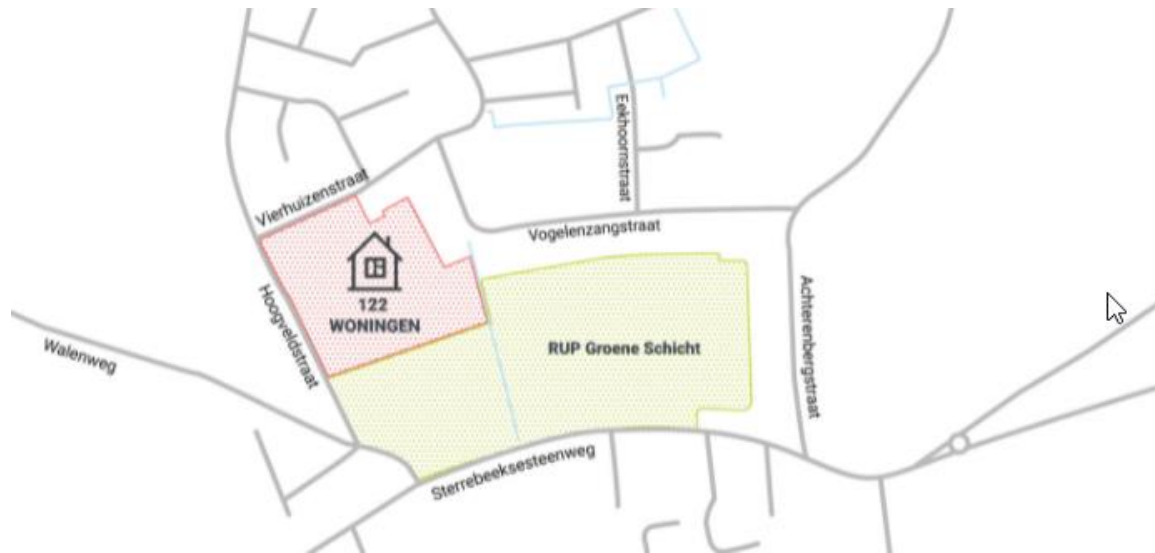 Eekhoornstraat
Vierhuizenstraat
Vogelenzangstraat
122
WONINGEN
Hoogveldstraat
Achterenbergstraat
Walenweg
RUP Groene Schicht
Sterrebeeksesteenweg